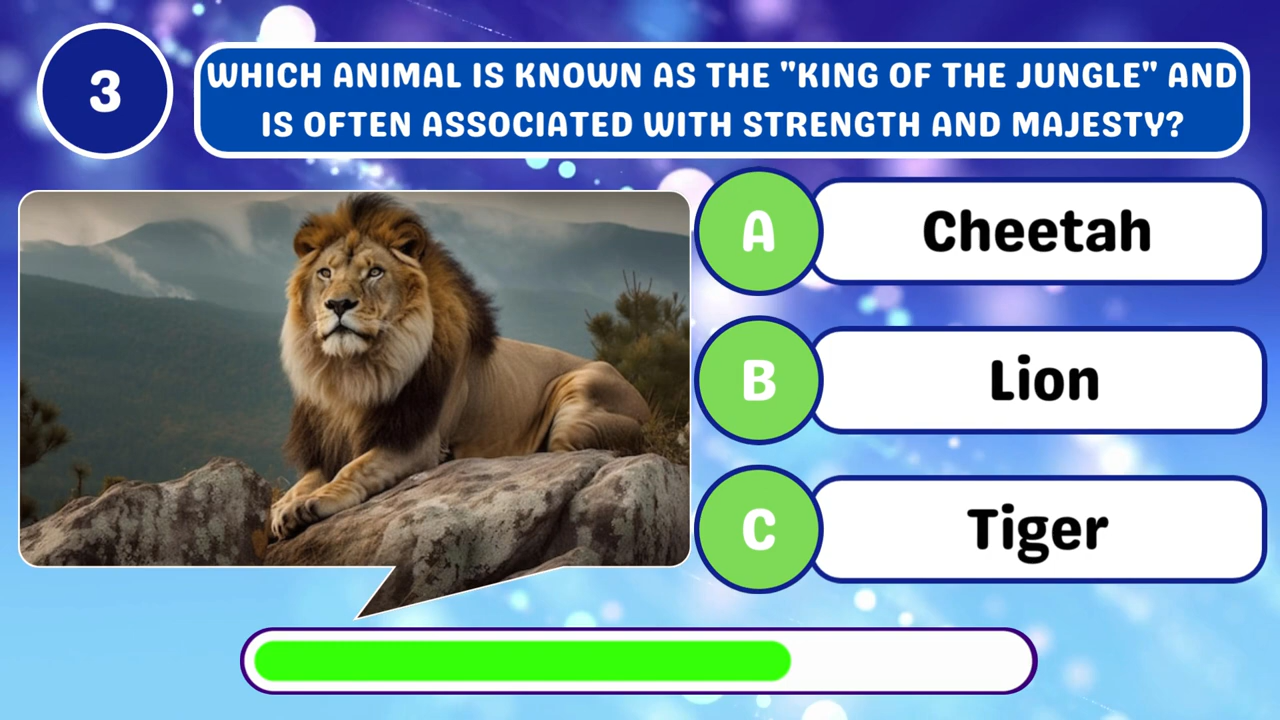 3
WHICH ANIMAL IS KNOWN AS THE "KING OF THE JUNGLE" AND
IS OFTEN ASSOCIATED WITH STRENGTH AND MAJESTY?
A
Cheetah
B
Lion
C
Tiger